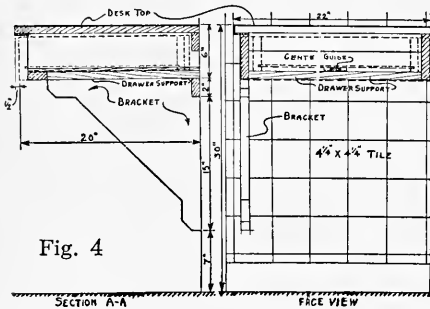 DESK TOP
22"
6"
CENTE GUIDE
DRAWER SUPPORT
DRAWER SUPPORT
2"
BRACKET
BRACKET
20"
30"
15"
4¼" X 4¼" TILE
Fig. 4
7"
SECTION A-A
FACE VIEW